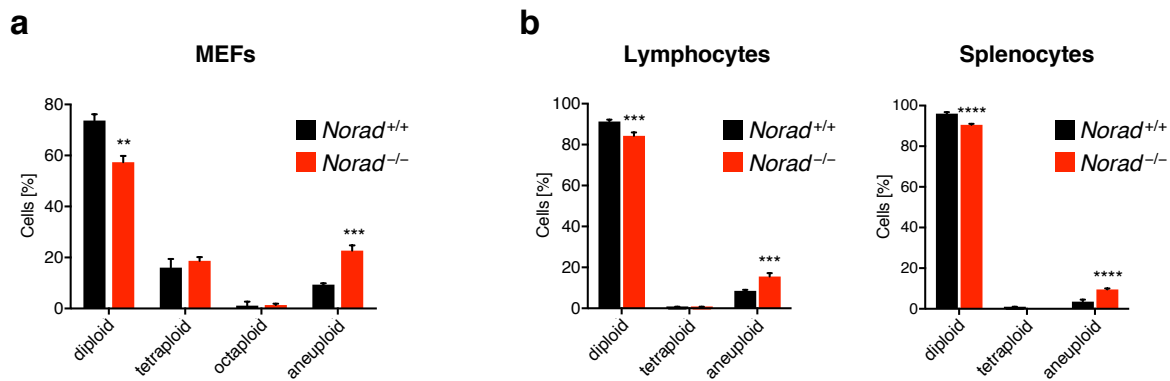 a
MEFs
80
60
40
20
0
Cells [%]
**
***
Norad+/+
Norad−/−
diploid
tetraploid
octaploid
aneuploid
b
Lymphocytes
100
80
60
40
20
0
Cells [%]
***
***
Norad+/+
Norad−/−
diploid
tetraploid
aneuploid
Splenocytes
100
80
60
40
20
0
Cells [%]
****
****
Norad+/+
Norad−/−
diploid
tetraploid
aneuploid